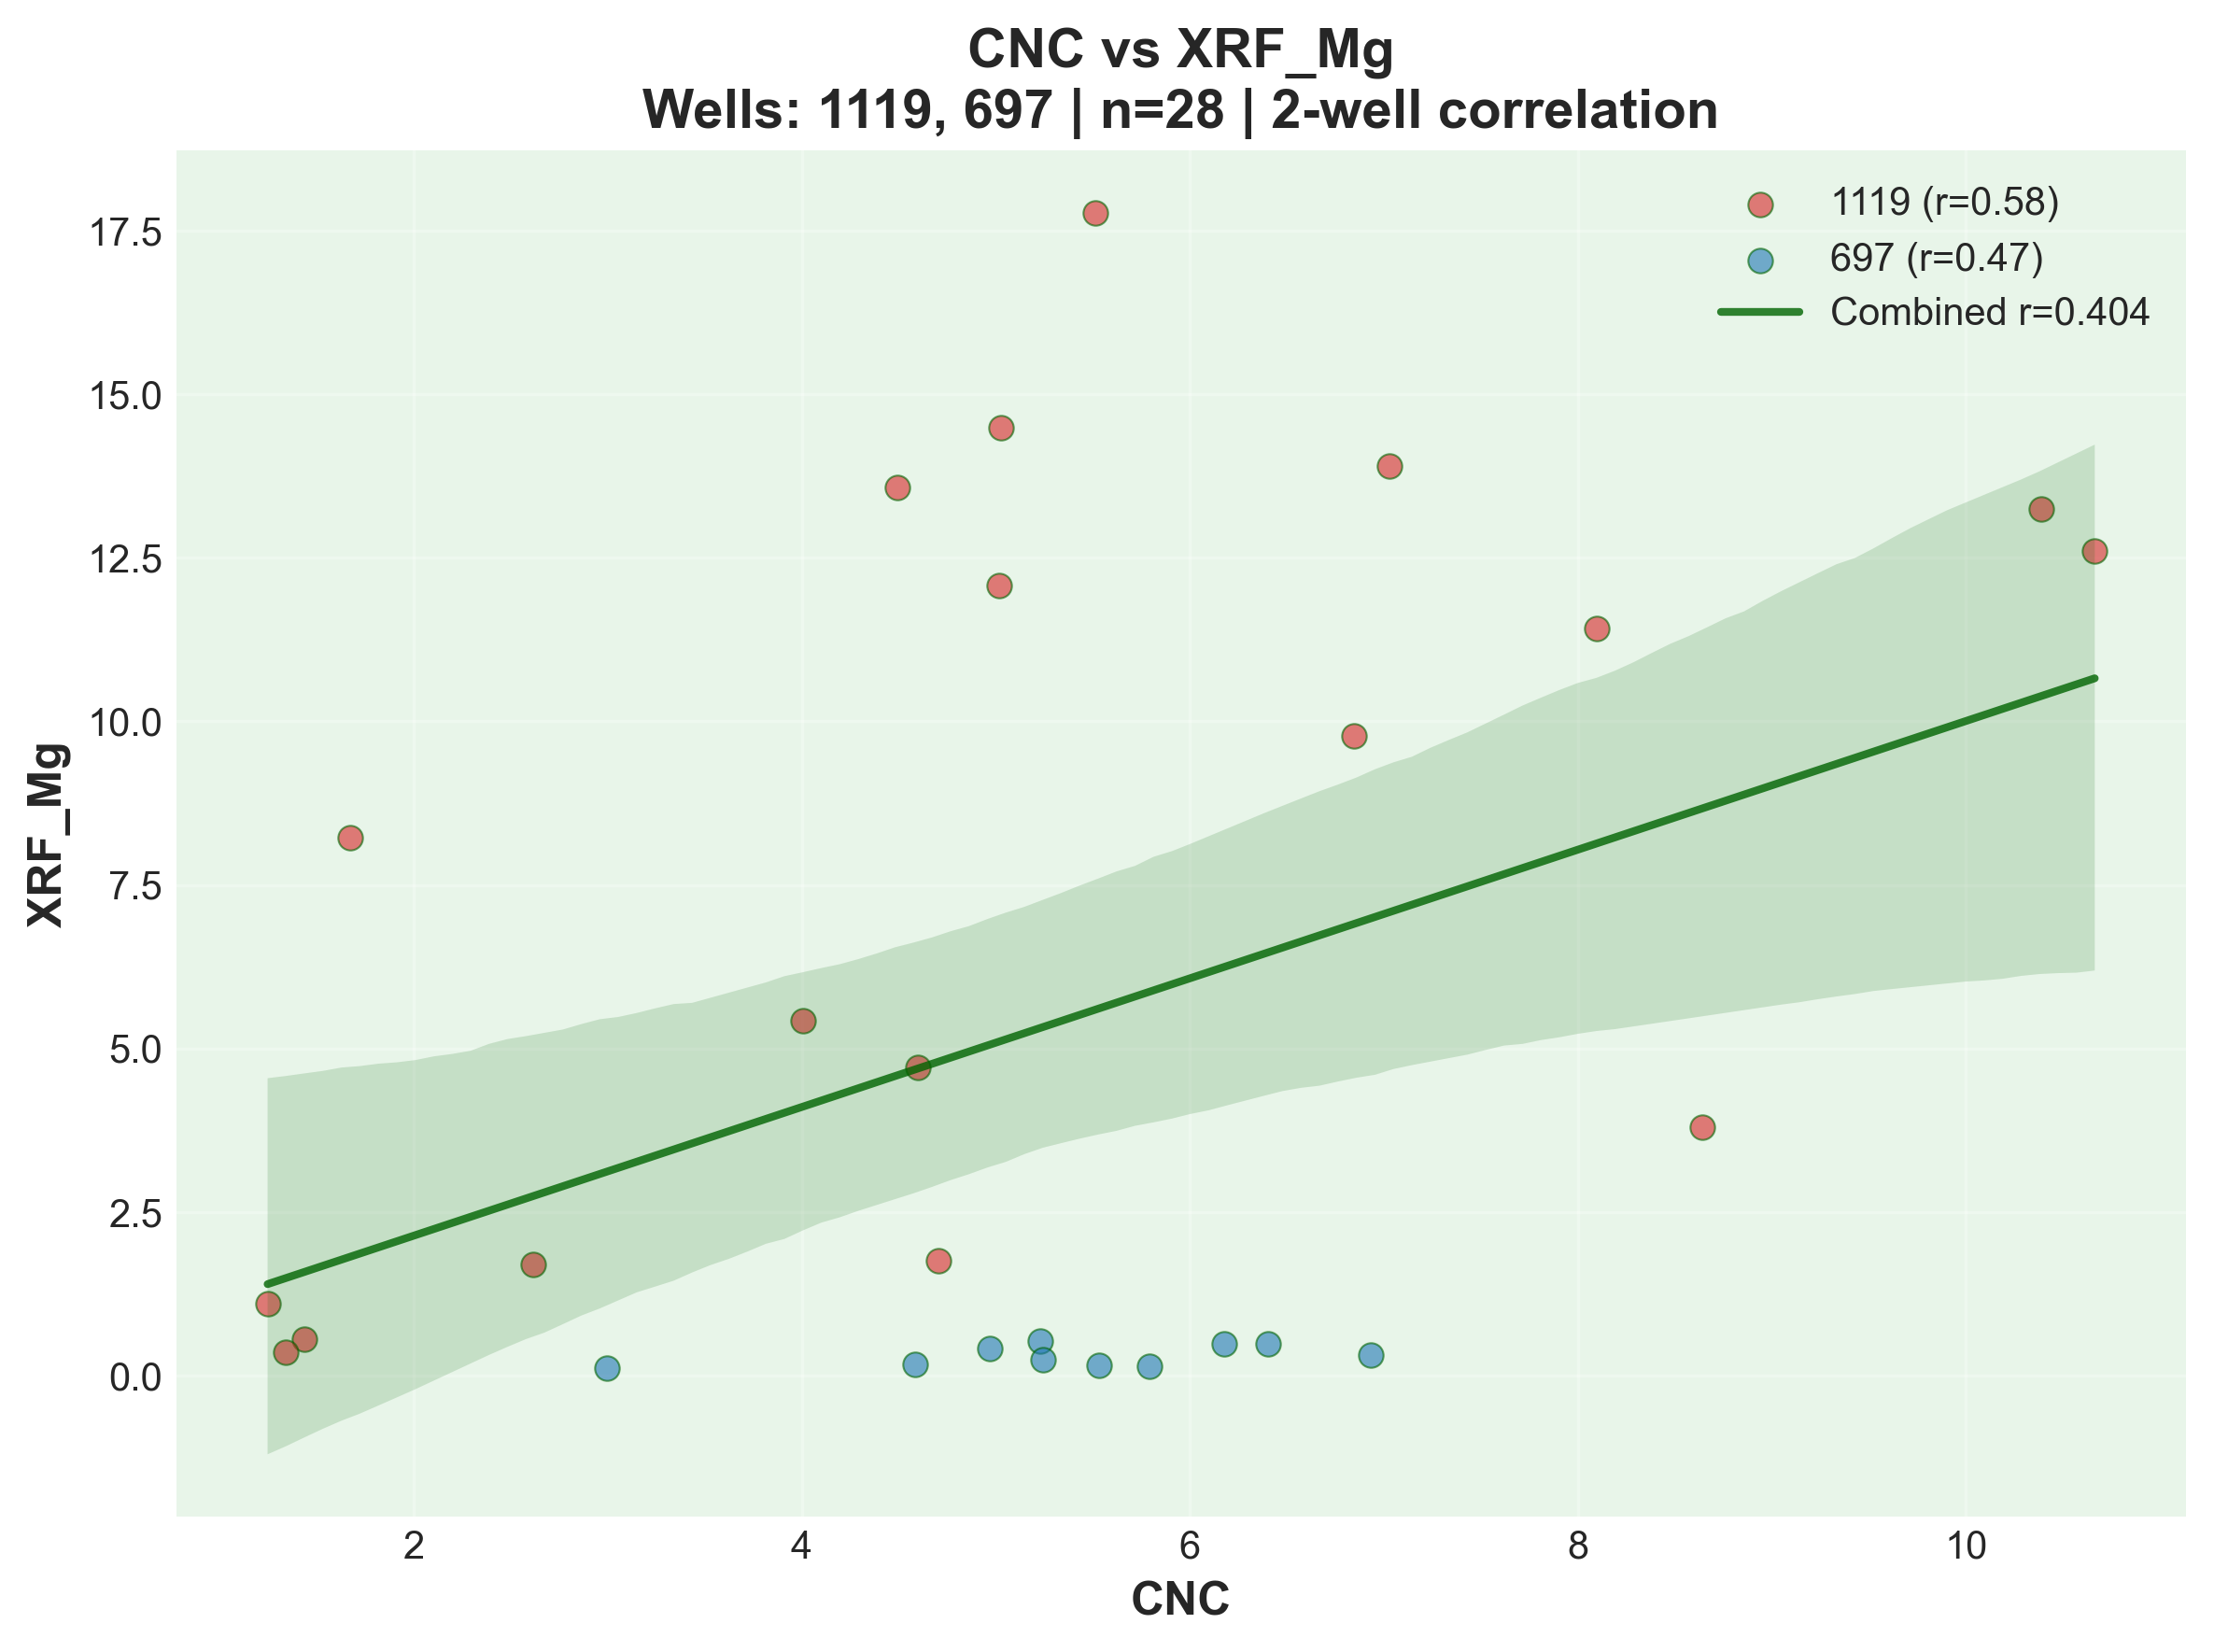 CNC vs XRF_Mg
Wells: 1119, 697 | n=28 | 2-well correlation
1119 (r=0.58)
697 (r=0.47)
Combined r=0.404
XRF_Mg
17.5
15.0
12.5
10.0
7.5
5.0
2.5
0.0
2 4 6 8 10
CNC